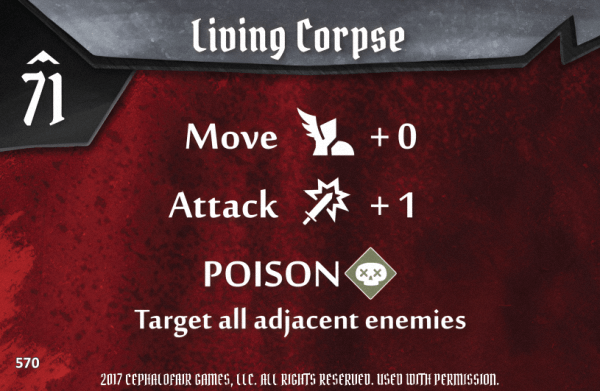 Living Corpse
71
Move + 0
Attack + 1
POISON
Target all adjacent enemies
570
2017 CEPHALOFAIR GAMES, LLC. ALL RIGHTS RESERVED. USED WITH PERMISSION.